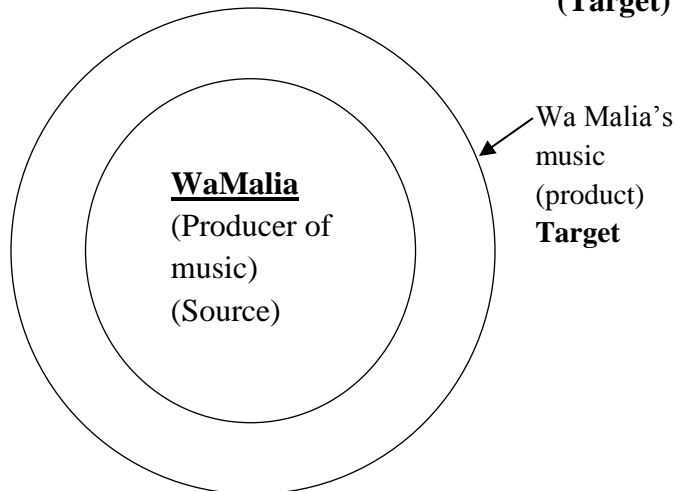 (Target)
Wa Malia’s
music
(product)
Target
WaMalia
(Producer of
music)
(Source)